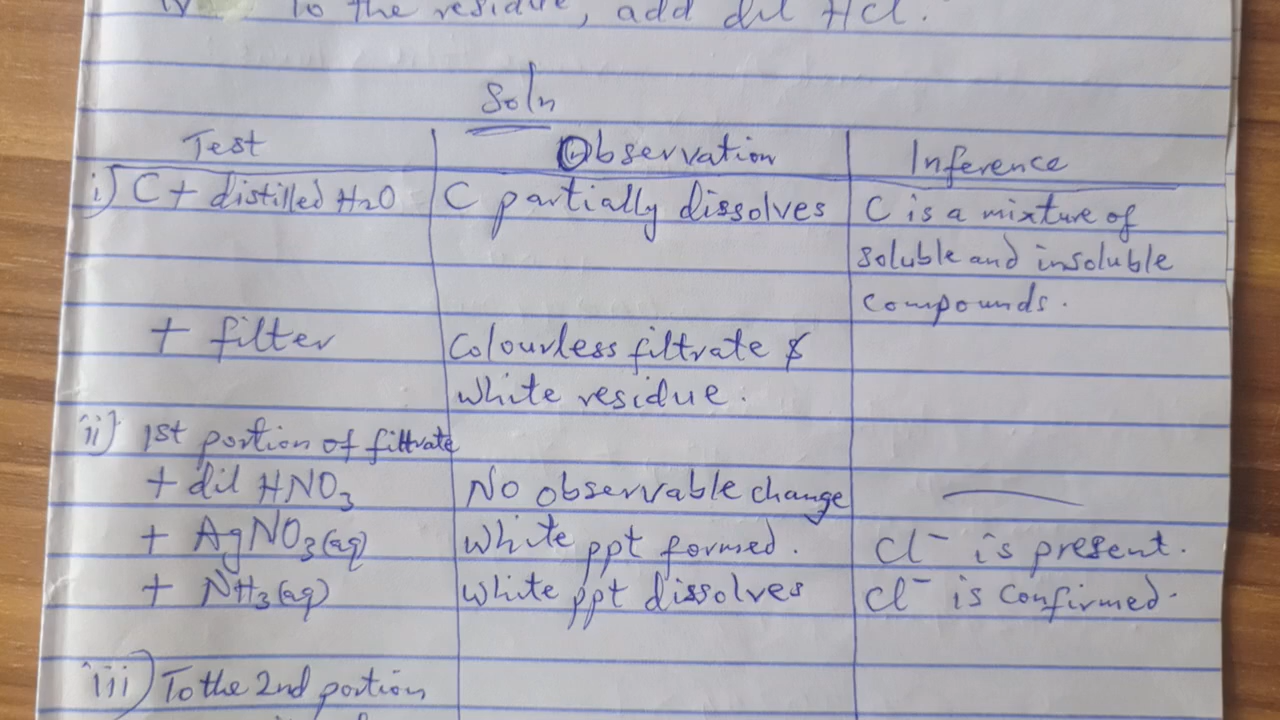 iv to the residue, add dil HCl.
Soln
Test Observation Inference
i) C + distilled H2O C partially dissolves C is a mixture of
soluble and insoluble
compounds.
+ filter Colourless filtrate &
white residue.
ii) 1st portion of filtrate
+ dil HNO3 No observable change —
+ AgNO3(aq) White ppt formed. Cl⁻ is present.
+ NH3(aq) White ppt dissolves Cl⁻ is confirmed.
iii) To the 2nd portion